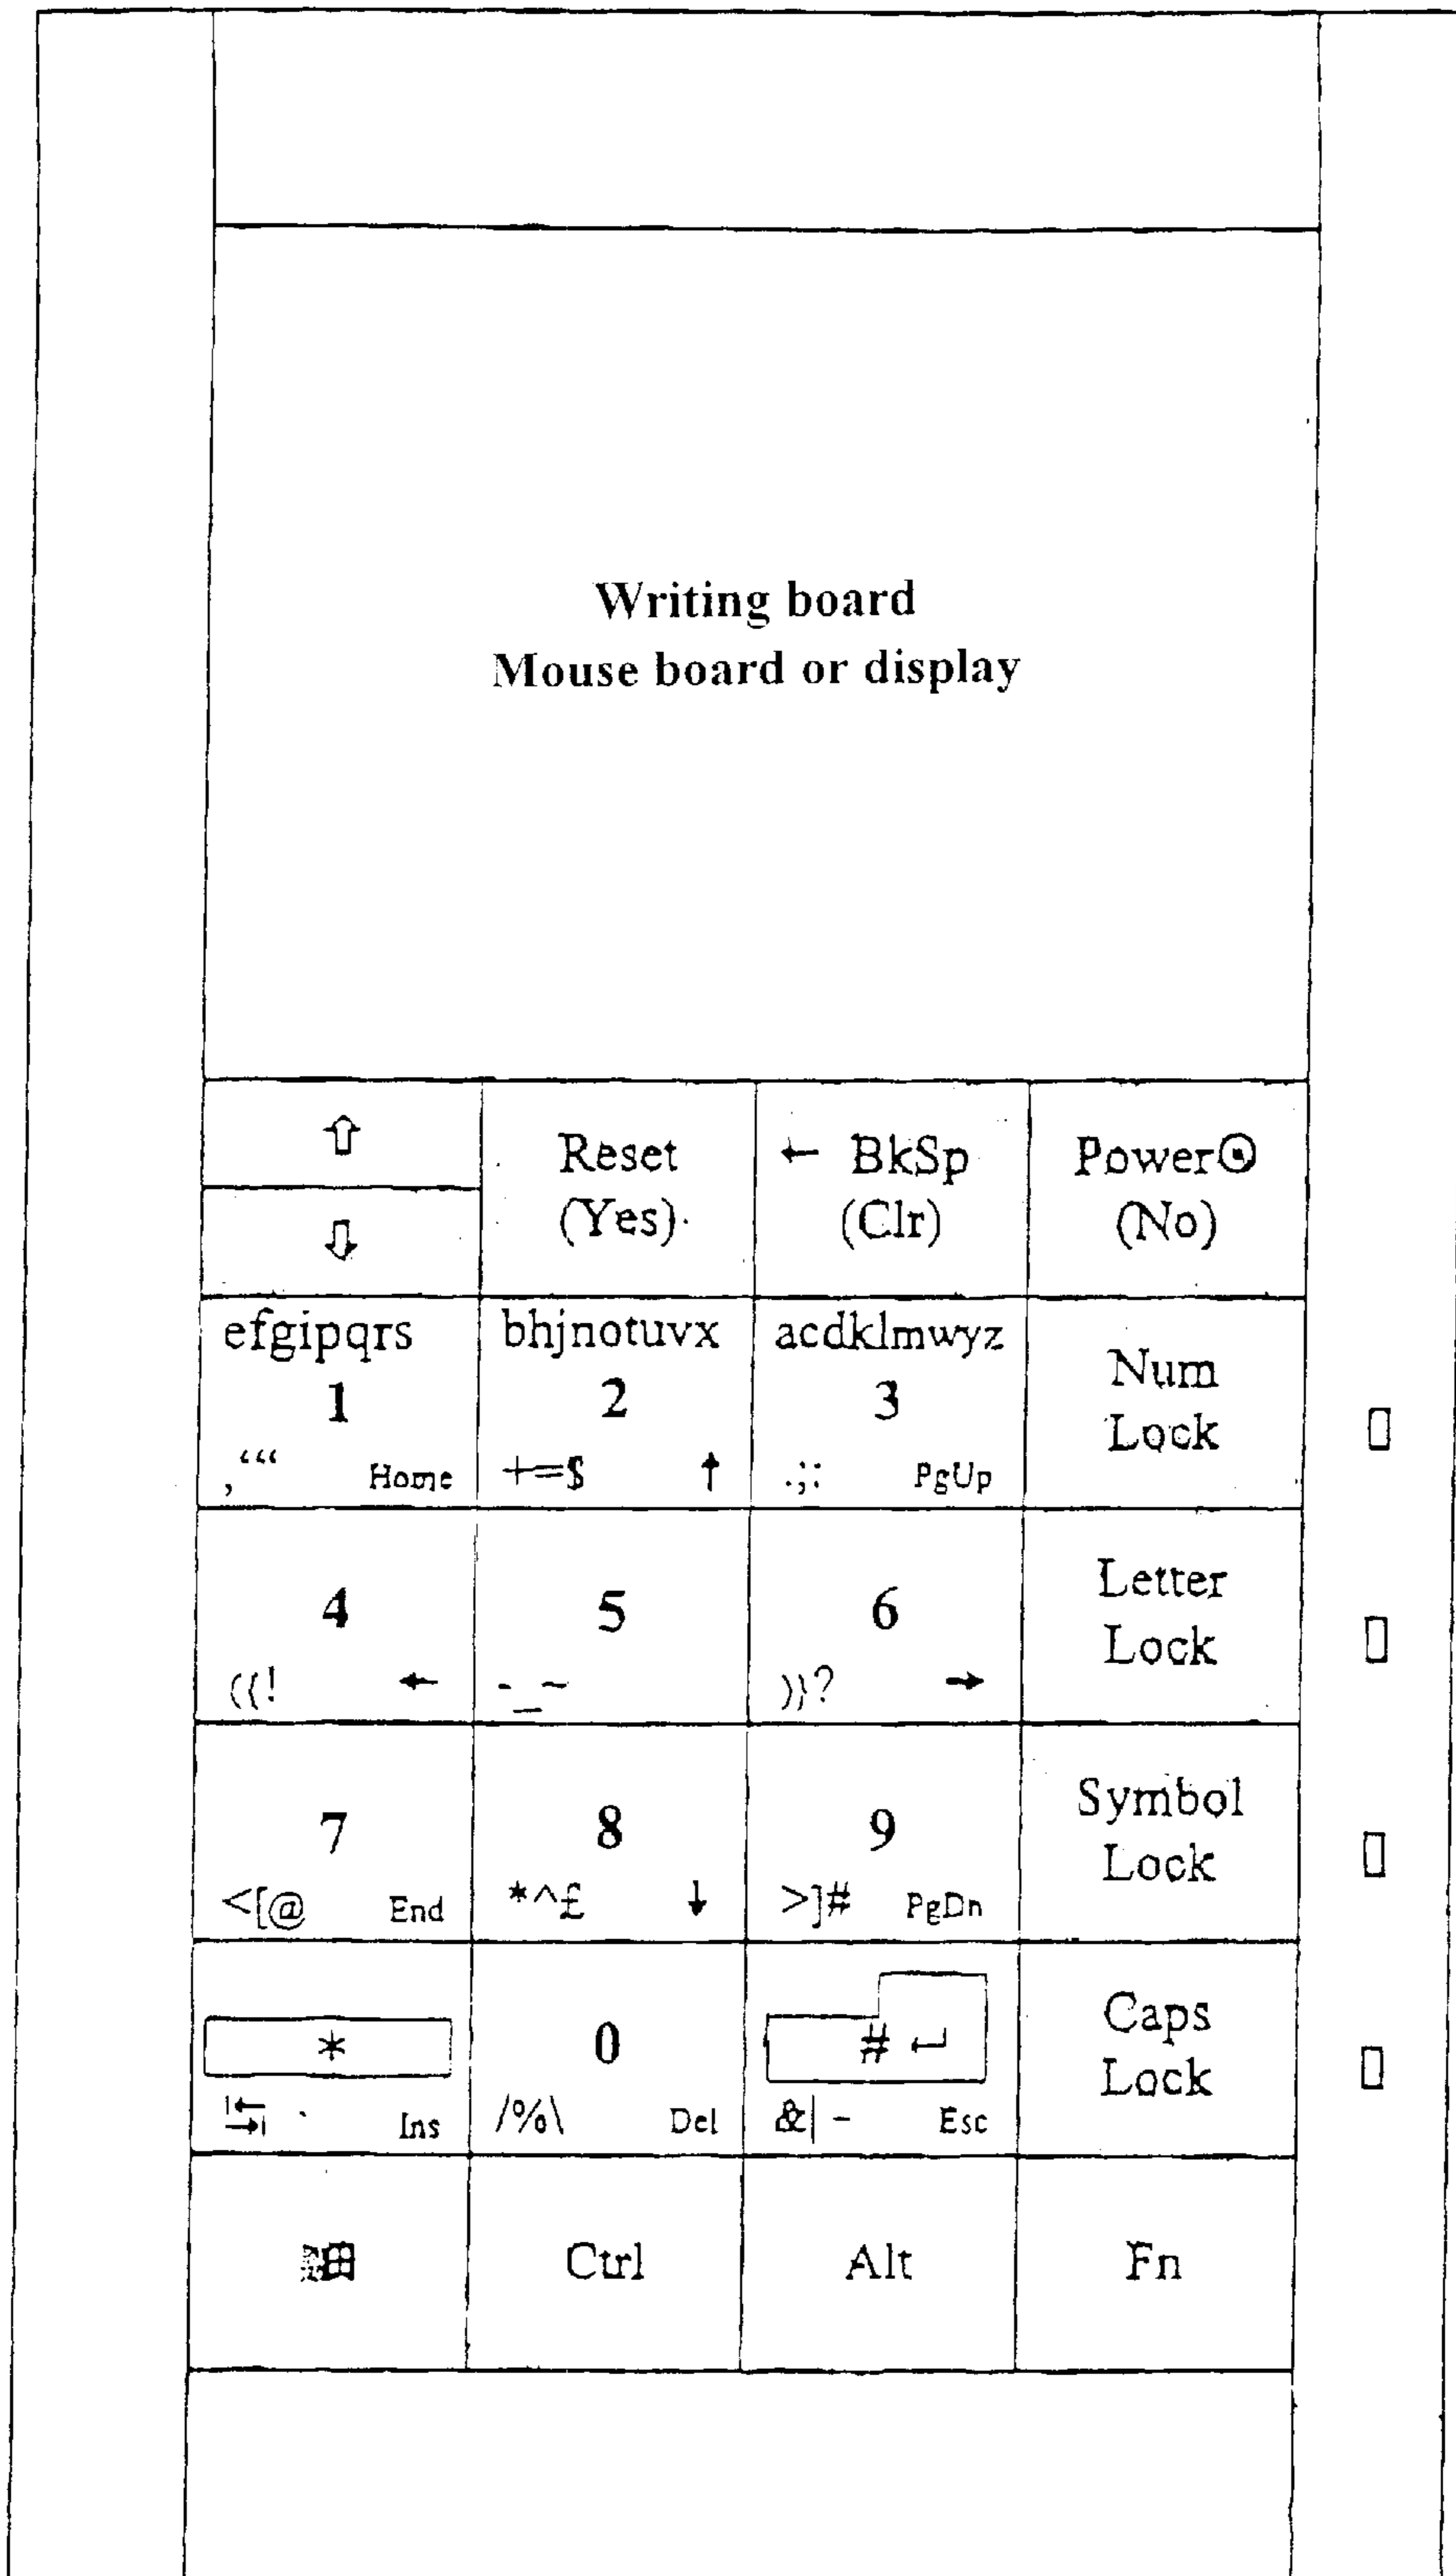 Writing board
Mouse board or display
⇧
⇩
Reset
(Yes)
← BkSp
(Clr)
Power⊙
(No)
efgipqrs
1
,‘“ Home
bhjnotuvx
2
+=$ ↑
acdklmwyz
3
.;: PgUp
Num
Lock
4
((! ←
5
-_~
6
))? →
Letter
Lock
7
<[@ End
8
*^£ ↓
9
>]# PgDn
Symbol
Lock
*
Ins
0
/%\ Del
# ↵
&| - Esc
Caps
Lock
Ctrl
Alt
Fn